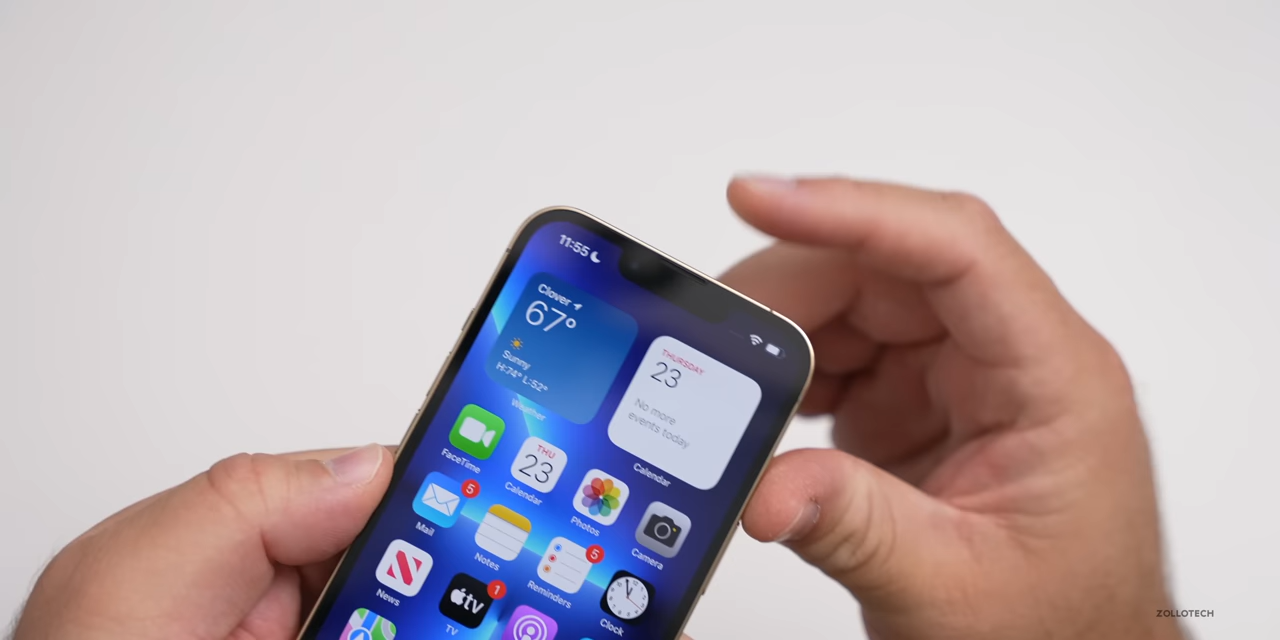 11:55
Clover
67°
Sunny
H:74° L:52°
Weather
THURSDAY
23
No more
events today
Calendar
FaceTime
THU
23
Calendar
Photos
Camera
5
Mail
Notes
5
Reminders
Clock
News
1
tv
TV
ZOLLOTECH